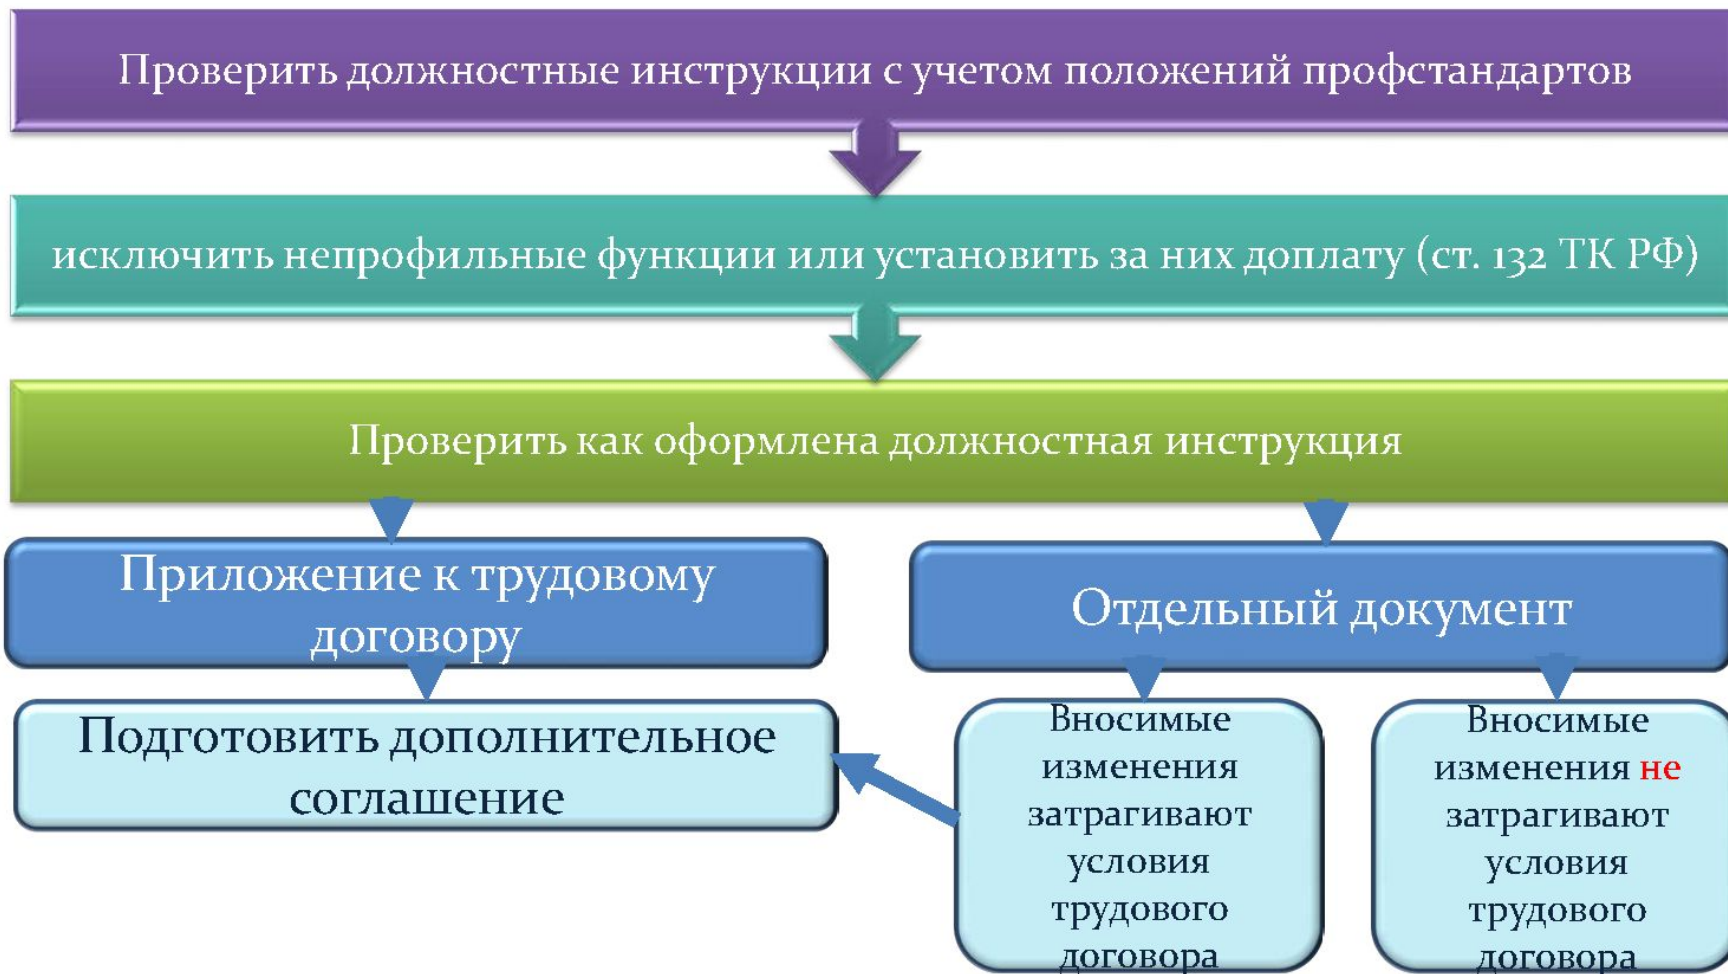 Проверить должностные инструкции с учетом положений профстандартов
исключить непрофильные функции или установить за них доплату (ст. 132 ТК РФ)
Проверить как оформлена должностная инструкция
Приложение к трудовому
договору
Отдельный документ
Подготовить дополнительное
соглашение
Вносимые
изменения
затрагивают
условия
трудового
договора
Вносимые
изменения не
затрагивают
условия
трудового
договора